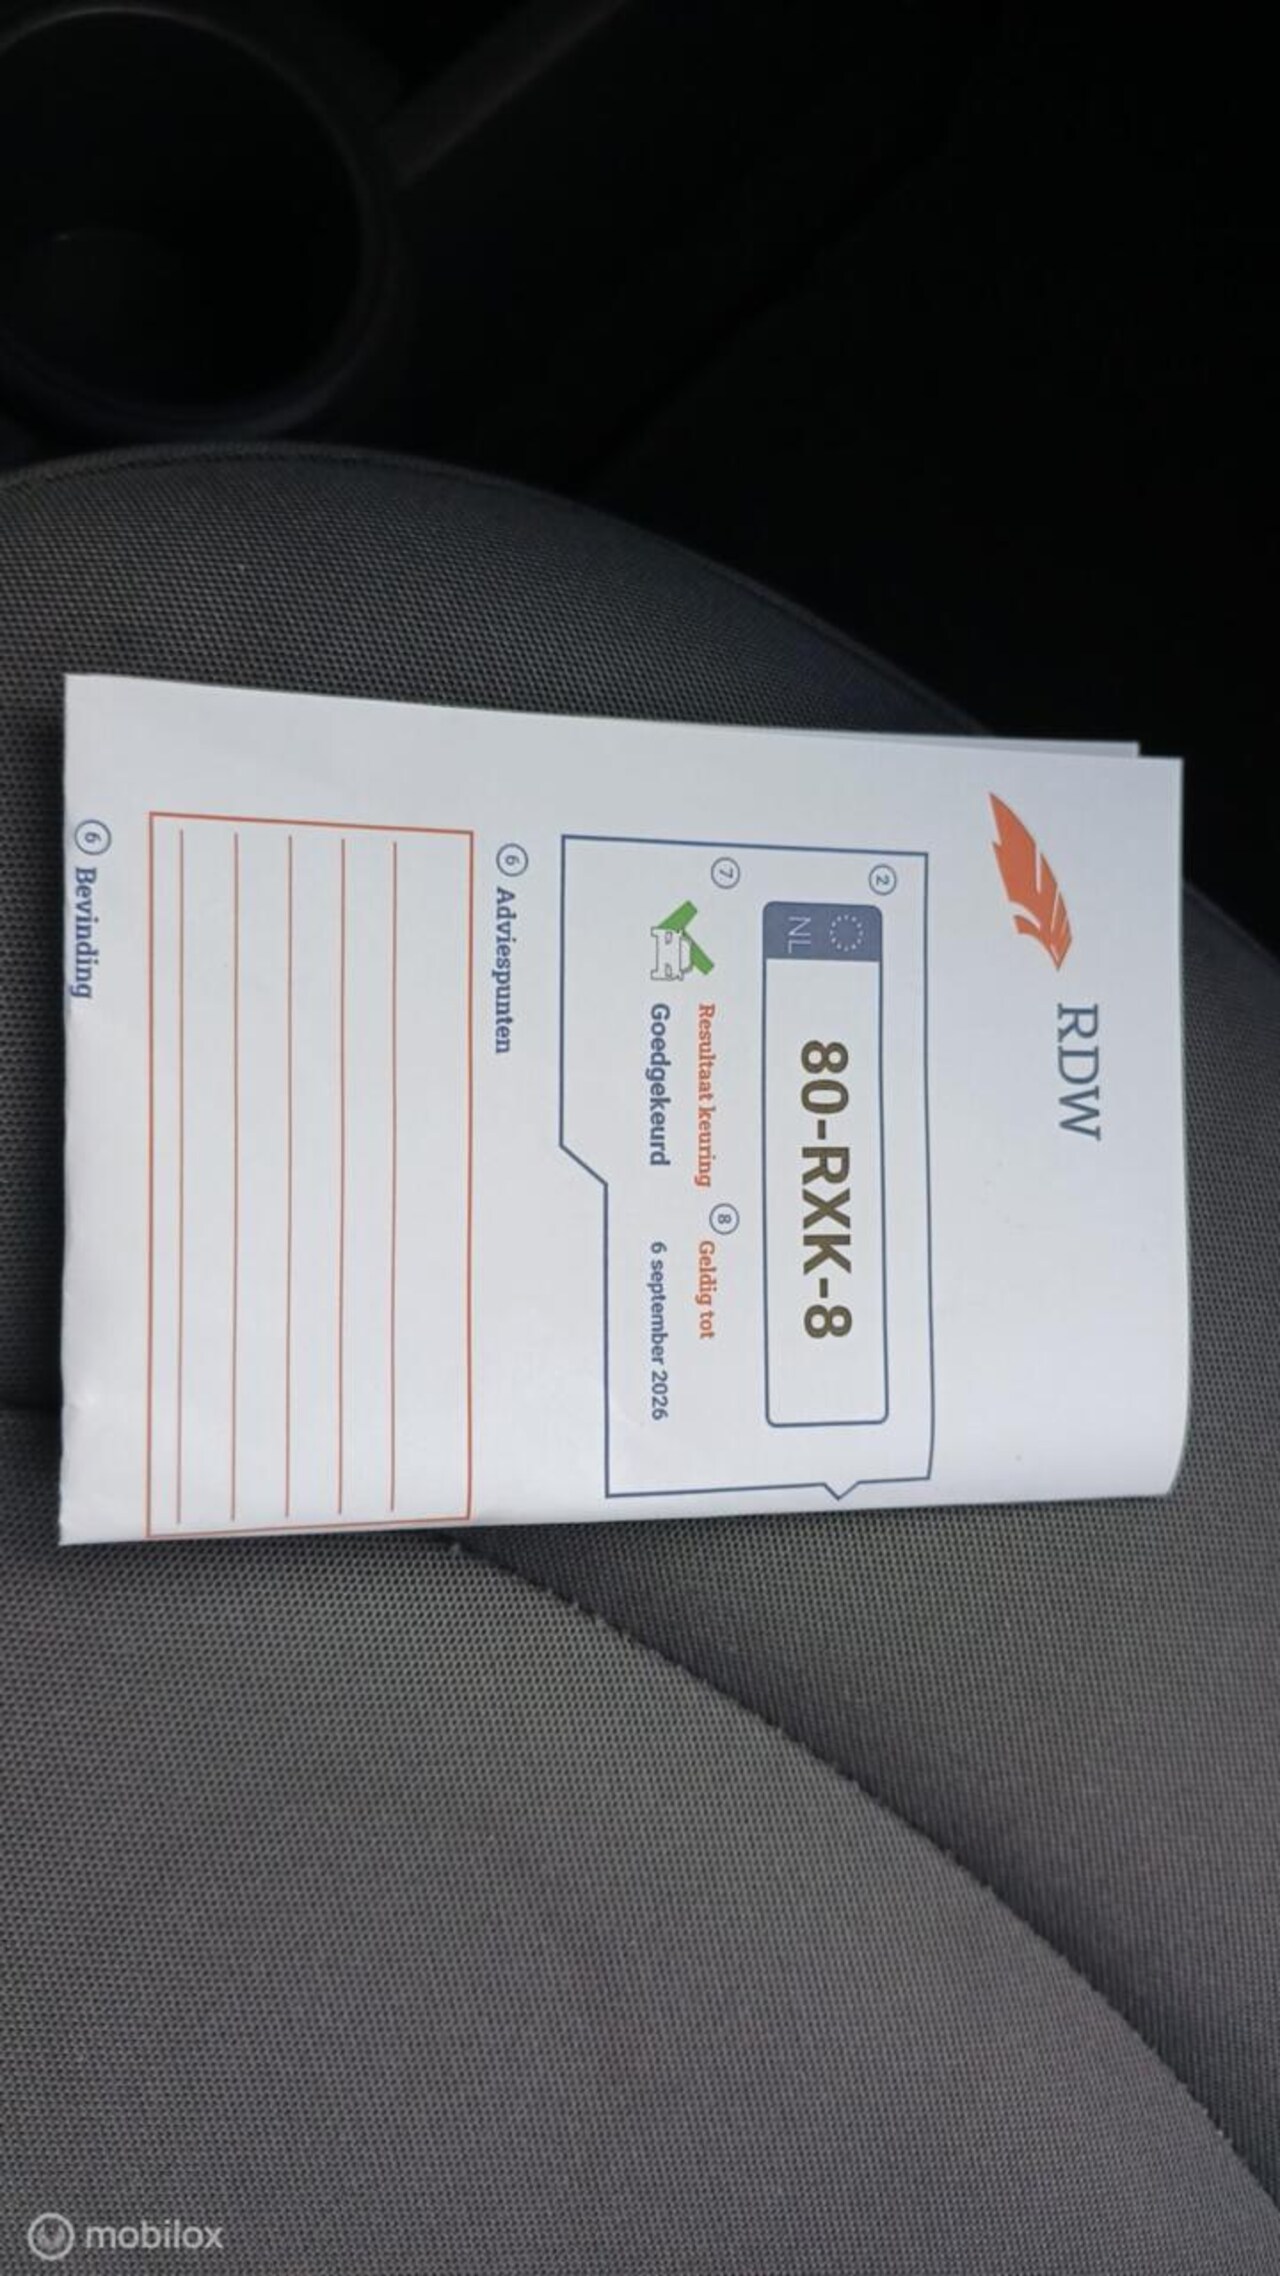 RDW
2
NL
80-RXK-8
7 Resultaat keuring 8 Geldig tot
Goedgekeurd 6 september 2026
6 Adviespunten
6 Bevinding
mobilox